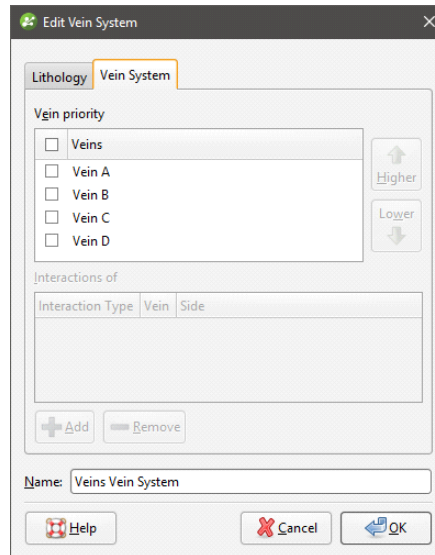 Edit Vein System
Lithology Vein System
Vein priority
Veins
Vein A
Vein B
Vein C
Vein D
Higher
Lower
Interactions of
Interaction Type Vein Side
Add Remove
Name: Veins Vein System
Help Cancel OK